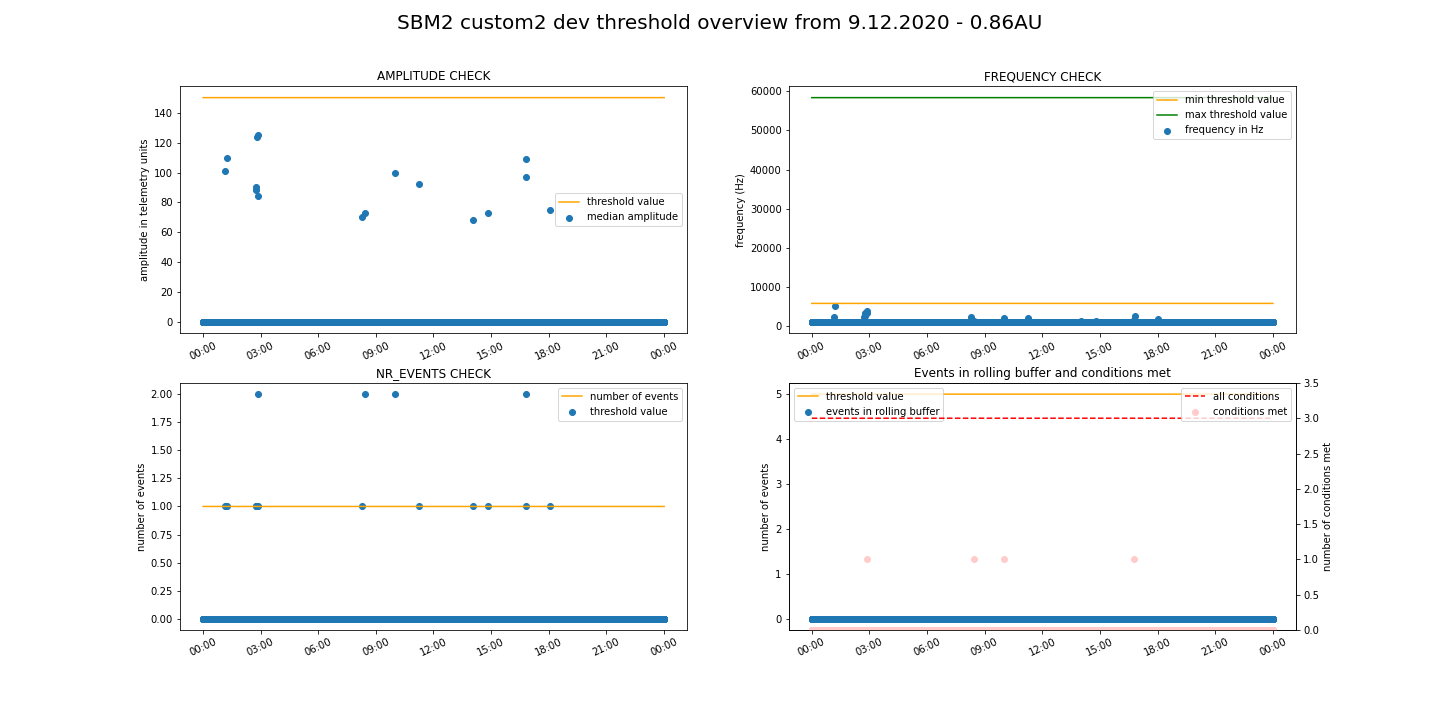 SBM2 custom2 dev threshold overview from 9.12.2020 - 0.86AU
AMPLITUDE CHECK
amplitude in telemetry units
140
120
100
80
60
40
20
0
threshold value
median amplitude
00:00 03:00 06:00 09:00 12:00 15:00 18:00 21:00 00:00
FREQUENCY CHECK
frequency (Hz)
60000
50000
40000
30000
20000
10000
0
min threshold value
max threshold value
frequency in Hz
00:00 03:00 06:00 09:00 12:00 15:00 18:00 21:00 00:00
NR_EVENTS CHECK
number of events
2.00
1.75
1.50
1.25
1.00
0.75
0.50
0.25
0.00
number of events
threshold value
00:00 03:00 06:00 09:00 12:00 15:00 18:00 21:00 00:00
Events in rolling buffer and conditions met
number of events
5
4
3
2
1
0
threshold value
events in rolling buffer
all conditions
conditions met
3.5
3.0
2.5
2.0
1.5
1.0
0.5
0.0
number of conditions met
00:00 03:00 06:00 09:00 12:00 15:00 18:00 21:00 00:00